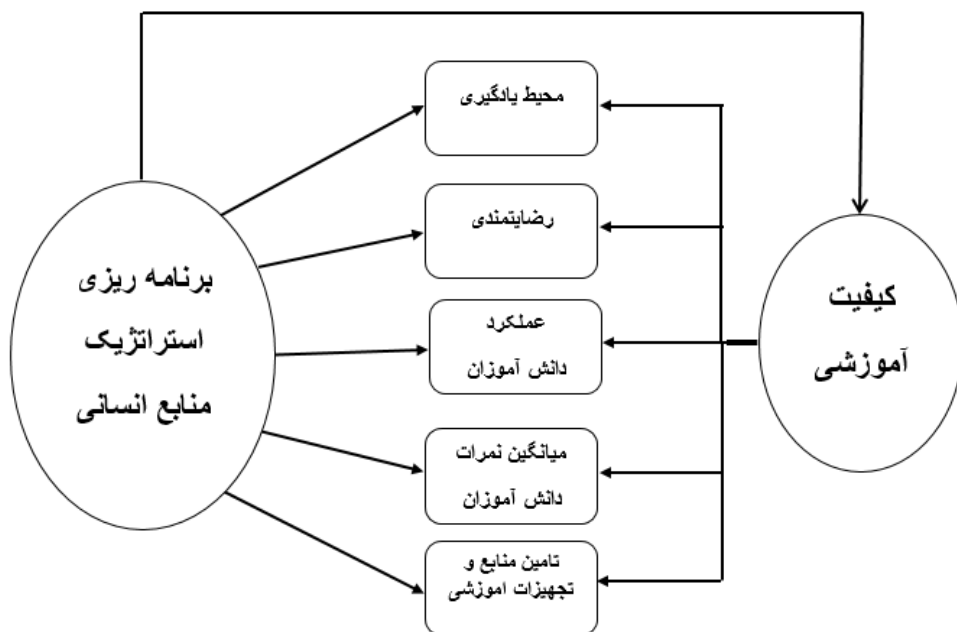 برنامه ریزی
استراتژیک
منابع انسانی
محیط یادگیری
رضایتمندی
عملکرد
دانش آموزان
میانگین نمرات
دانش آموزان
تامین منابع و
تجهیزات اموزشی
کیفیت
آموزشی